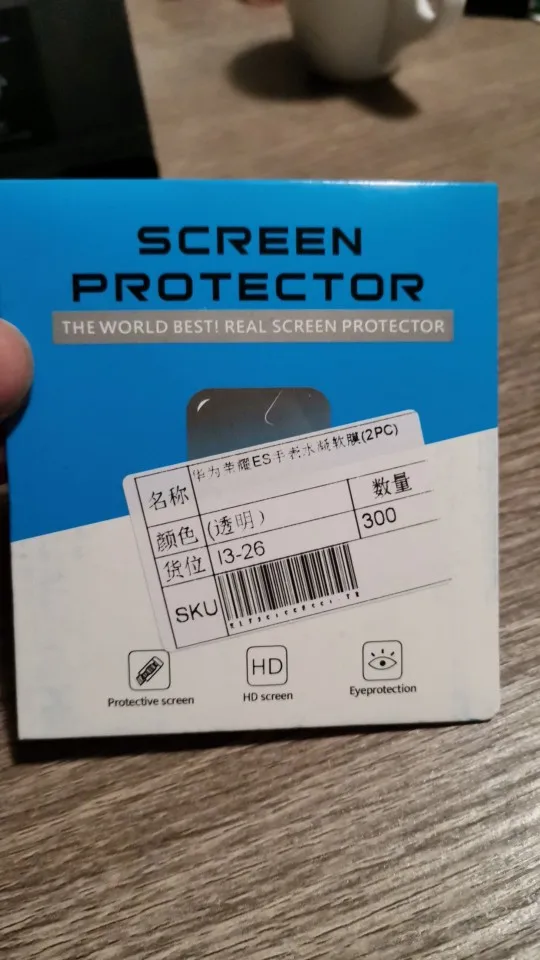 SCREEN
PROTECTOR
THE WORLD BEST! REAL SCREEN PROTECTOR
名称 华为荣耀ES手表水凝软膜(2PC)
数量
颜色 (透明)
300
货位 I3-26
SKU
Protective screen
HD
HD screen
Eyeprotection